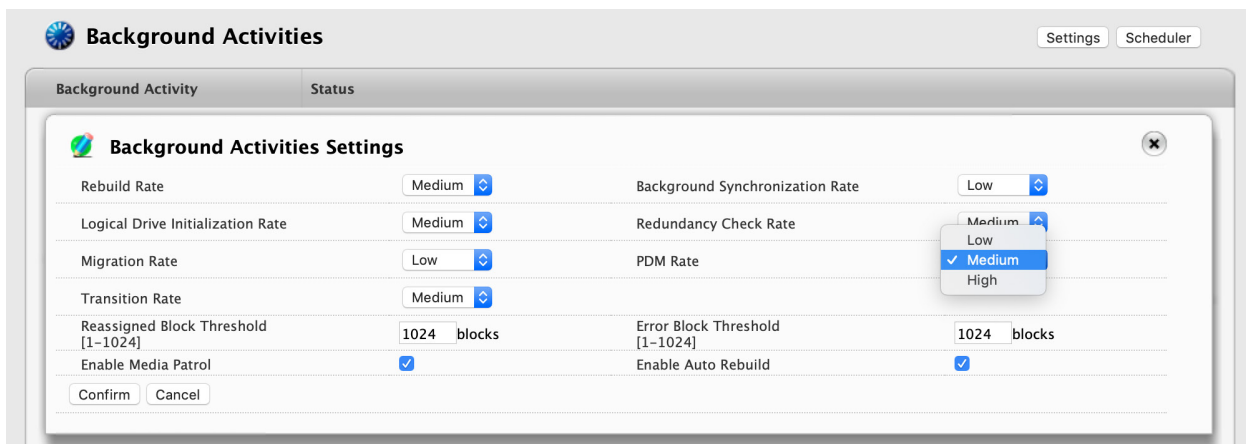 Background Activities
Settings Scheduler
Background Activity Status
Background Activities Settings
Rebuild Rate Medium Background Synchronization Rate Low
Logical Drive Initialization Rate Medium Redundancy Check Rate Medium
Low
Migration Rate Low PDM Rate Medium
High
Transition Rate Medium
Reassigned Block Threshold
[1-1024] 1024 blocks
Error Block Threshold
[1-1024] 1024 blocks
Enable Media Patrol Enable Auto Rebuild
Confirm Cancel